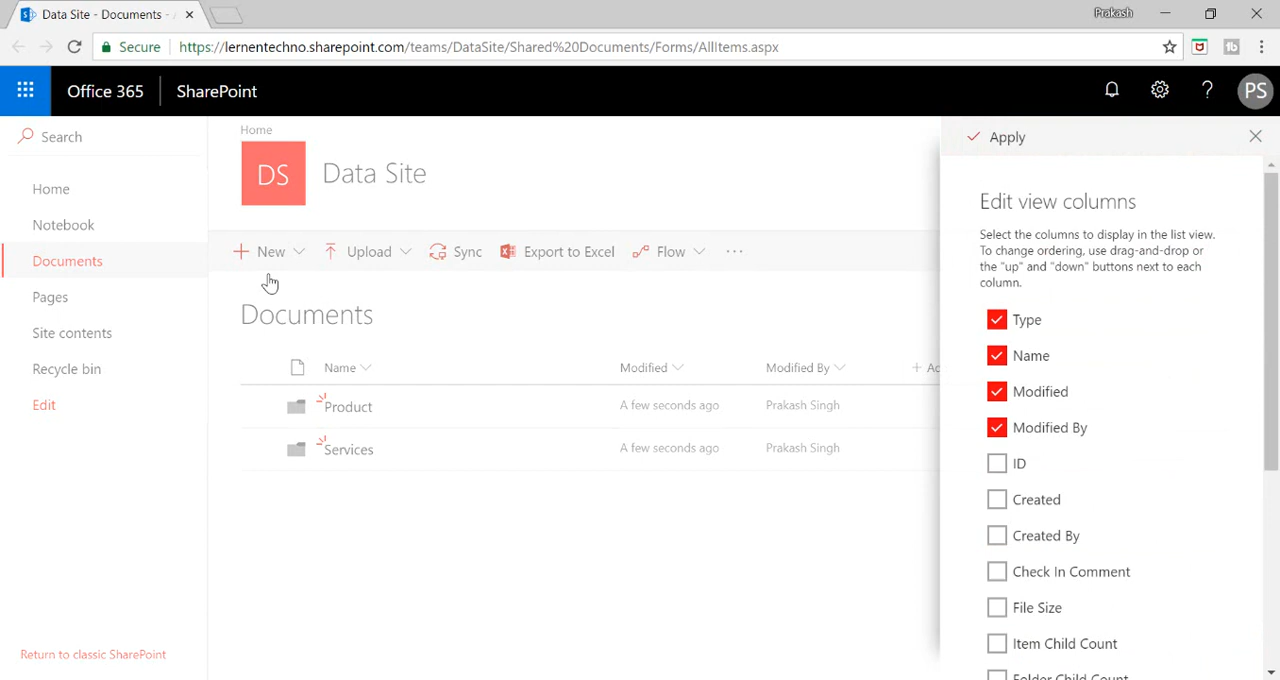 Data Site - Documents -
Prakash
Secure
https://lernentechno.sharepoint.com/teams/DataSite/Shared%20Documents/Forms/AllItems.aspx
Office 365
SharePoint
PS
Search
Home
Notebook
Documents
Pages
Site contents
Recycle bin
Edit
Return to classic SharePoint
Home
DS
Data Site
New
Upload
Sync
Export to Excel
Flow
Documents
Name
Modified
Modified By
Product
A few seconds ago
Prakash Singh
Services
A few seconds ago
Prakash Singh
Apply
Edit view columns
Select the columns to display in the list view.
To change ordering, use drag-and-drop or
the "up" and "down" buttons next to each
column.
Type
Name
Modified
Modified By
ID
Created
Created By
Check In Comment
File Size
Item Child Count
Folder Child Count